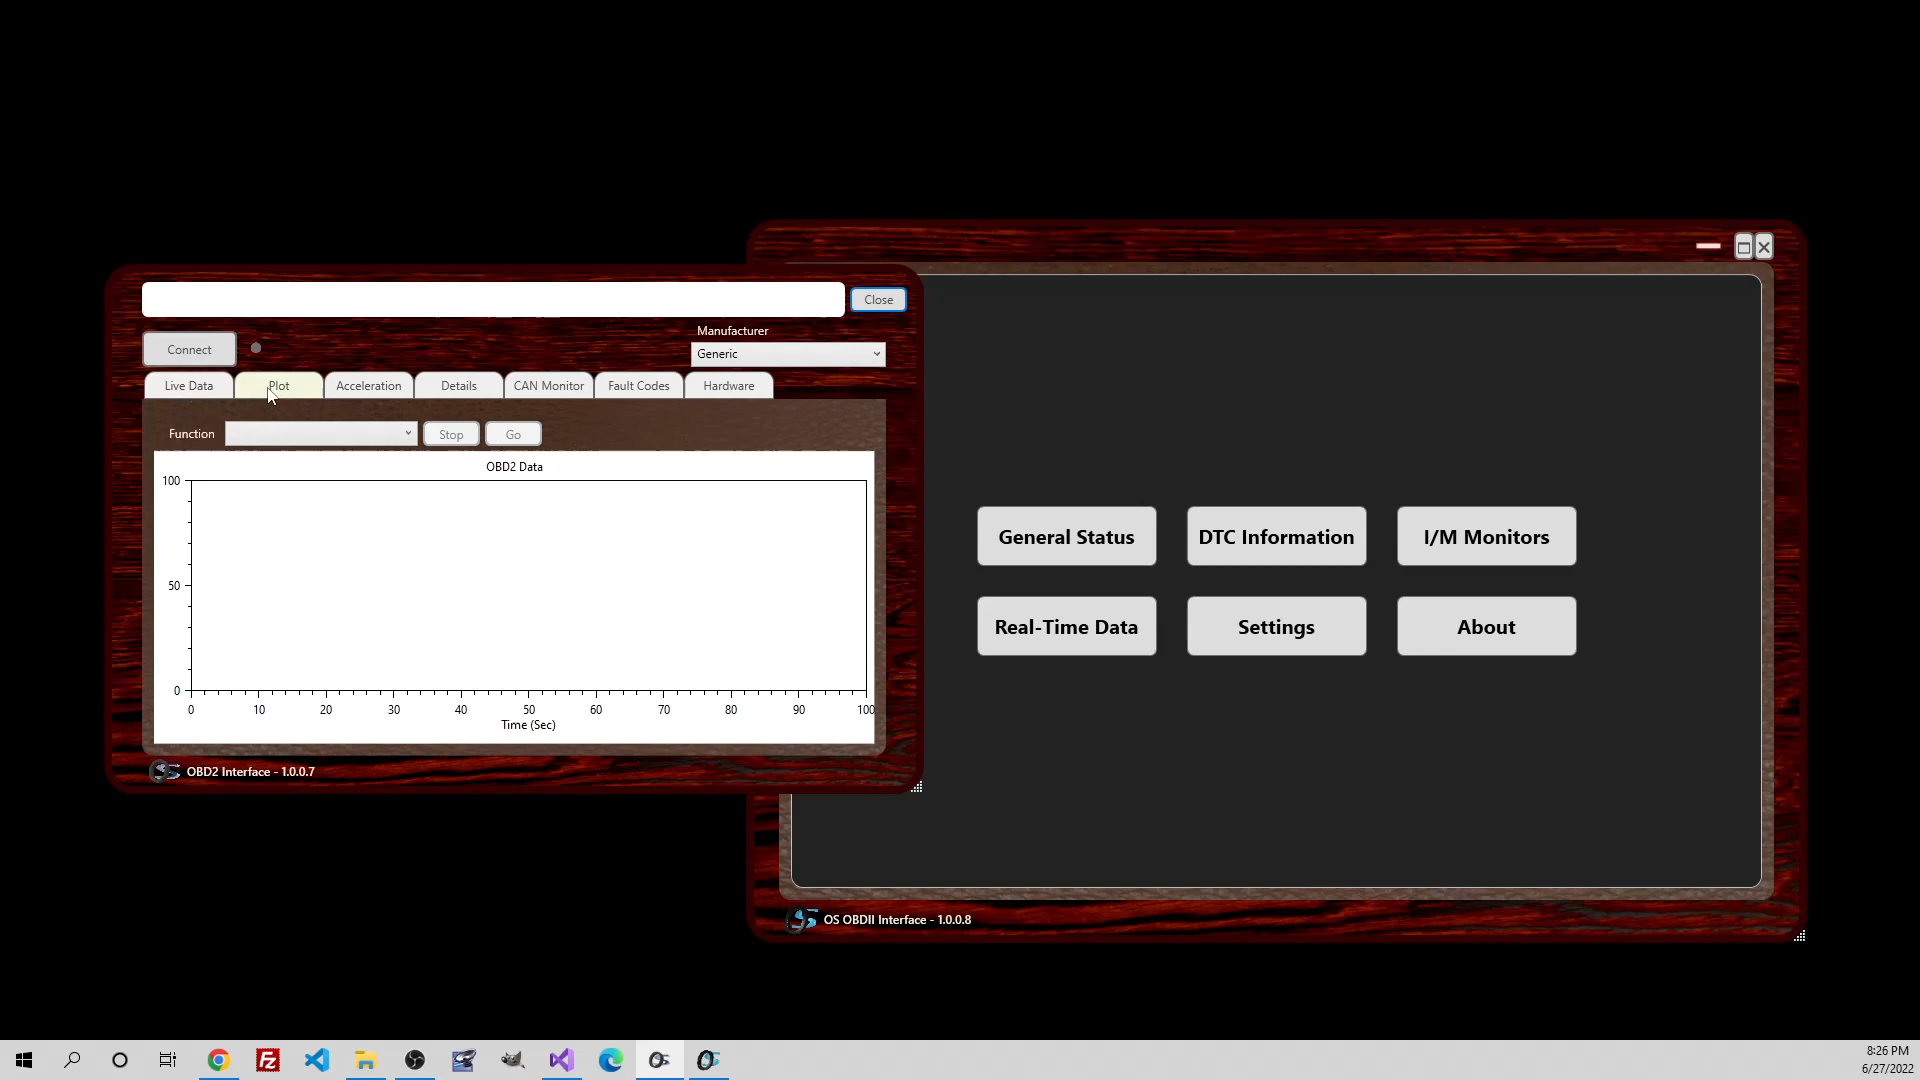 Close
Manufacturer
Connect
Generic
Live Data Plot Acceleration Details CAN Monitor Fault Codes Hardware
Function Stop Go
OBD2 Data
100
50
0
0 10 20 30 40 50 60 70 80 90 100
Time (Sec)
OBD2 Interface - 1.0.0.7
General Status DTC Information I/M Monitors
Real-Time Data Settings About
OS OBDII Interface - 1.0.0.8
8:26 PM
6/27/2022